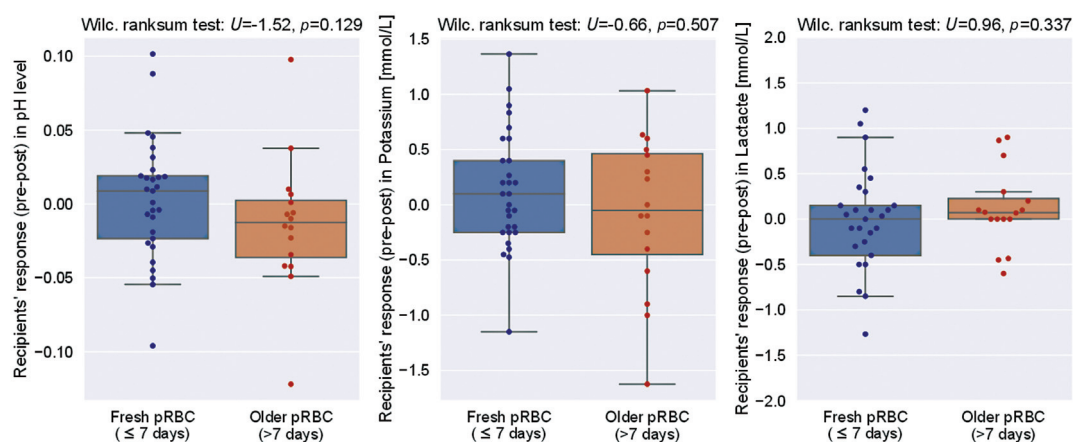 Wilc. ranksum test: U=-1.52, p=0.129
Recipients' response (pre-post) in pH level
0.10
0.05
0.00
−0.05
−0.10
Fresh pRBC
(≤ 7 days)
Older pRBC
(>7 days)
Wilc. ranksum test: U=-0.66, p=0.507
Recipients' response (pre-post) in Potassium [mmol/L]
1.5
1.0
0.5
0.0
−0.5
−1.0
−1.5
Fresh pRBC
(≤ 7 days)
Older pRBC
(>7 days)
Wilc. ranksum test: U=0.96, p=0.337
Recipients' response (pre-post) in Lactacte [mmol/L]
2.0
1.5
1.0
0.5
0.0
−0.5
−1.0
−1.5
−2.0
Fresh pRBC
(≤ 7 days)
Older pRBC
(>7 days)